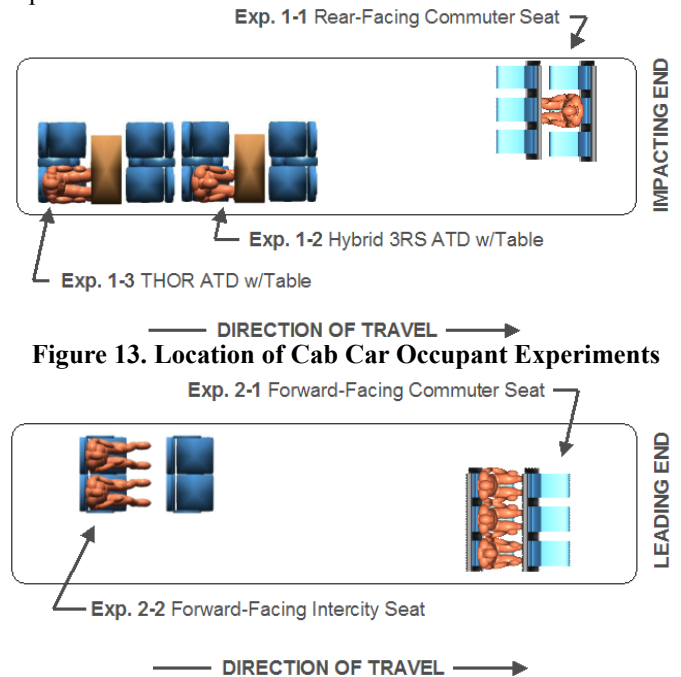 Exp. 1-1 Rear-Facing Commuter Seat
IMPACTING END
Exp. 1-2 Hybrid 3RS ATD w/Table
Exp. 1-3 THOR ATD w/Table
DIRECTION OF TRAVEL
Figure 13. Location of Cab Car Occupant Experiments
Exp. 2-1 Forward-Facing Commuter Seat
LEADING END
Exp. 2-2 Forward-Facing Intercity Seat
DIRECTION OF TRAVEL